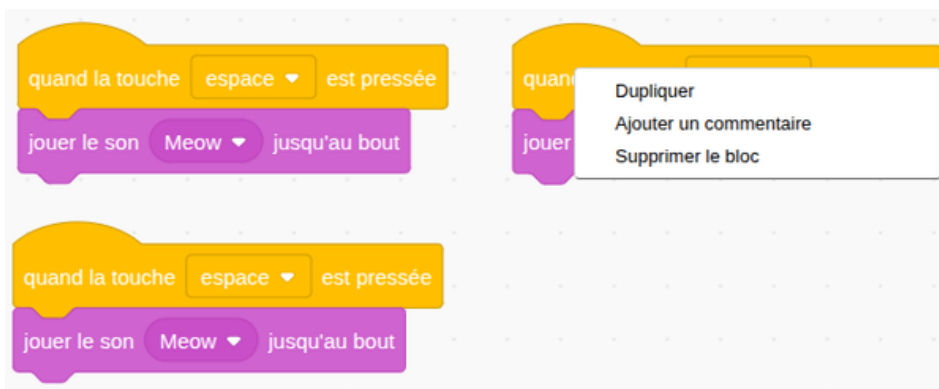 quand la touche espace est pressée
jouer le son Meow jusqu'au bout
quan
jouer
Dupliquer
Ajouter un commentaire
Supprimer le bloc
quand la touche espace est pressée
jouer le son Meow jusqu'au bout